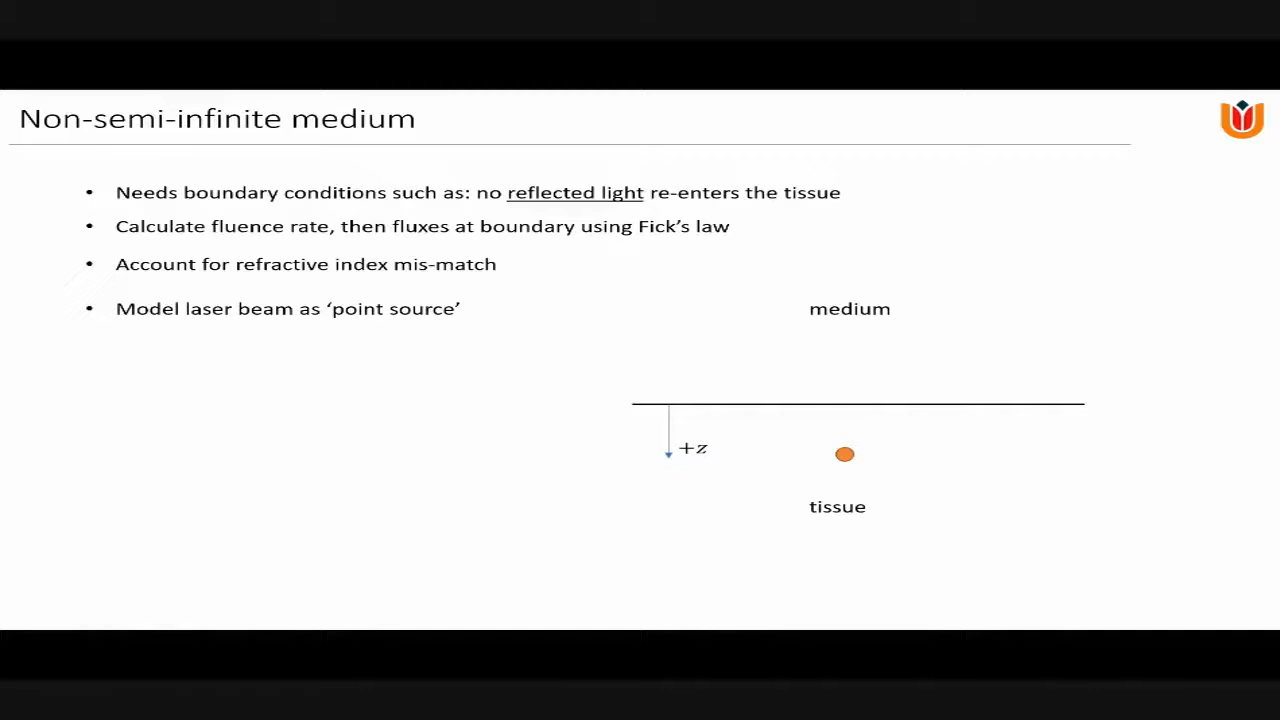 Non-semi-infinite medium
• Needs boundary conditions such as: no reflected light re-enters the tissue
• Calculate fluence rate, then fluxes at boundary using Fick's law
• Account for refractive index mis-match
• Model laser beam as ‘point source’
medium
+z
tissue